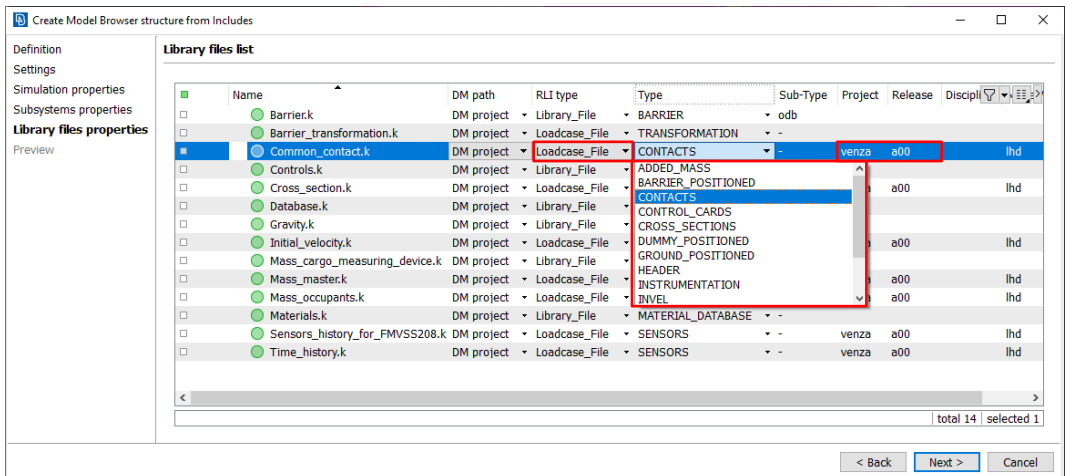 Create Model Browser structure from Includes
Definition
Settings
Simulation properties
Subsystems properties
Library files properties
Preview
Library files list
Name DM path RLI type Type Sub-Type Project Release Discipli
Barrier.k DM project Library_File BARRIER odb
Barrier_transformation.k DM project Loadcase_File TRANSFORMATION -
Common_contact.k DM project Loadcase_File CONTACTS - venza a00 lhd
Controls.k DM project Library_File
Cross_section.k DM project Loadcase_File a00 lhd
Database.k DM project Library_File
Gravity.k DM project Library_File
Initial_velocity.k DM project Loadcase_File a00 lhd
Mass_cargo_measuring_device.k DM project Library_File
Mass_master.k DM project Loadcase_File a00 lhd
Mass_occupants.k DM project Loadcase_File a00 lhd
Materials.k DM project Library_File MATERIAL_DATABASE -
Sensors_history_for_FMVSS208.k DM project Loadcase_File SENSORS - venza a00 lhd
Time_history.k DM project Loadcase_File SENSORS - venza a00 lhd
ADDED_MASS
BARRIER_POSITIONED
CONTACTS
CONTROL_CARDS
CROSS_SECTIONS
DUMMY_POSITIONED
GROUND_POSITIONED
HEADER
INSTRUMENTATION
INVEL
total 14 selected 1
< Back Next > Cancel